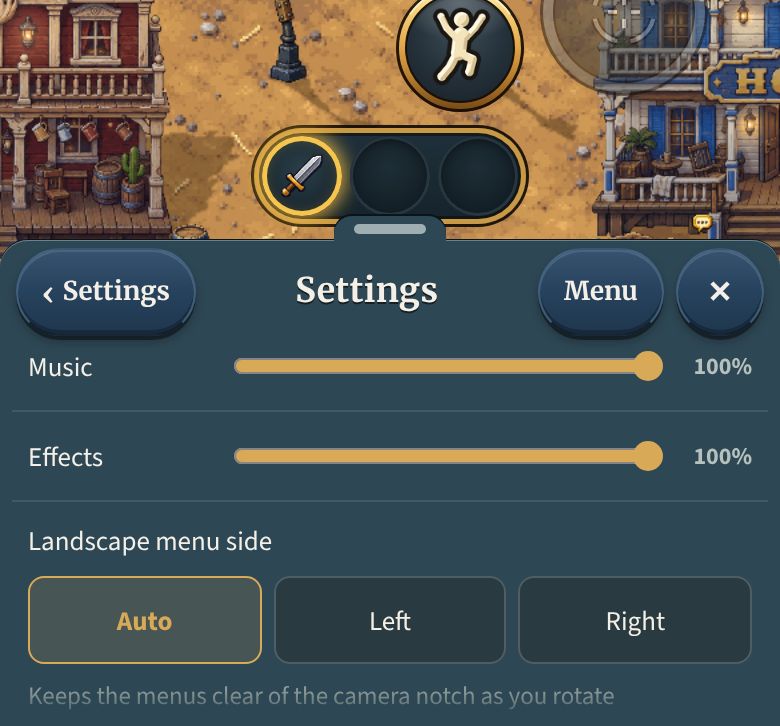 HO
‹ Settings
Settings
Menu
×
Music
100%
Effects
100%
Landscape menu side
Auto
Left
Right
Keeps the menus clear of the camera notch as you rotate